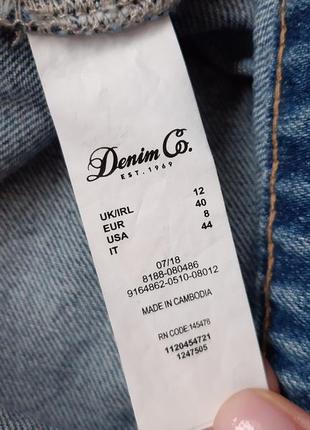 Denim Co.
EST. 1969
UK/IRL 12
EUR 40
USA 8
IT 44
07/18
8188-080486
9164862-0510-08012
MADE IN CAMBODIA
RN CODE:145478
1120454721
1247505